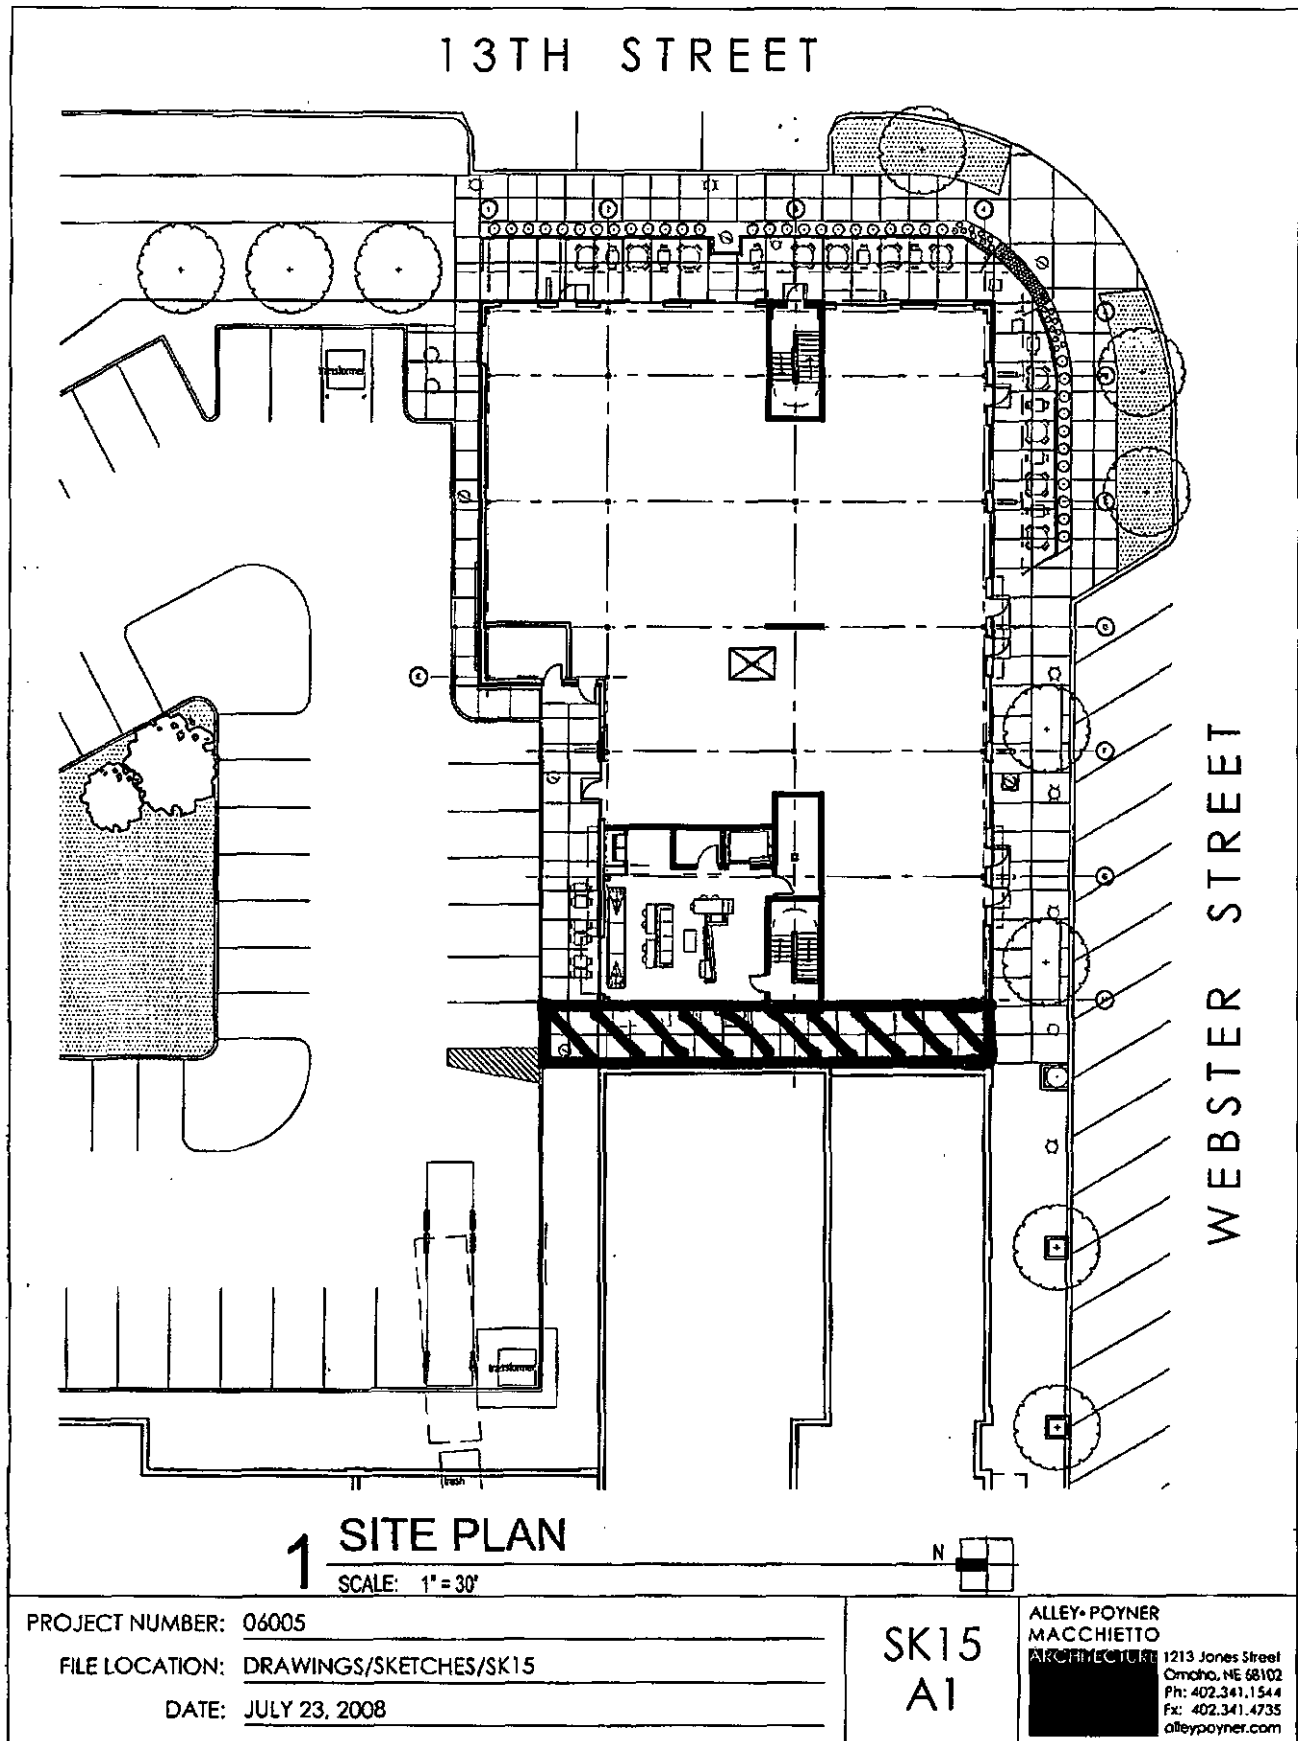 13TH STREET
transformer
WEBSTER STREET
transformer
trash
1 SITE PLAN
SCALE: 1" = 30'
N
PROJECT NUMBER: 06005
FILE LOCATION: DRAWINGS/SKETCHES/SK15
DATE: JULY 23, 2008
SK15
A1
ALLEY•POYNER
MACCHIETTO
ARCHITECTURE
1213 Jones Street
Omaha, NE 68102
Ph: 402.341.1544
Fx: 402.341.4735
alleypoyner.com